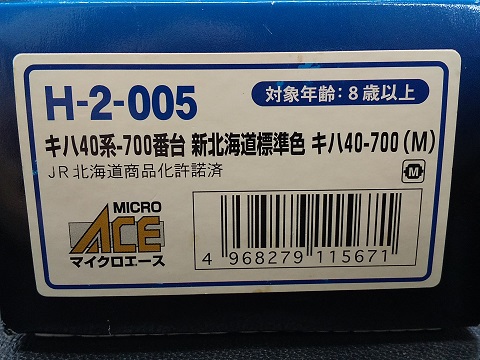 H-2-005
対象年齢:8歳以上
キハ40系-700番台 新北海道標準色 キハ40-700(M)
JR北海道商品化許諾済
M
MICRO
ACE
マイクロエース
4 968279 115671